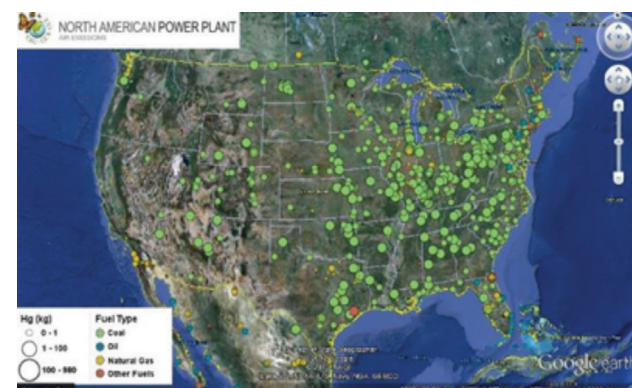 NORTH AMERICAN POWER PLANT
AIR EMISSIONS
Hg (kg)
0 - 1
1 - 100
100 - 980
Fuel Type
Coal
Oil
Natural Gas
Other Fuels
Google earth